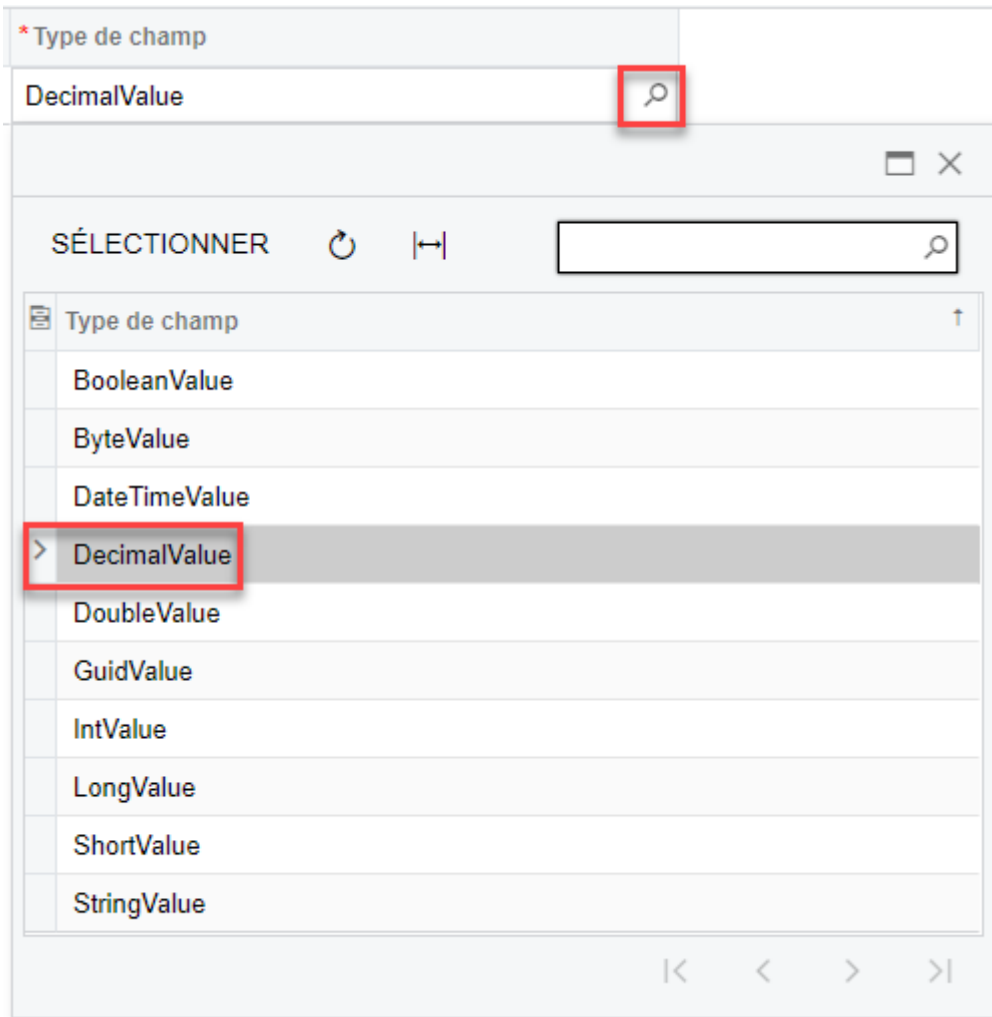 *Type de champ
DecimalValue
SÉLECTIONNER
Type de champ
BooleanValue
ByteValue
DateTimeValue
DecimalValue
DoubleValue
GuidValue
IntValue
LongValue
ShortValue
StringValue